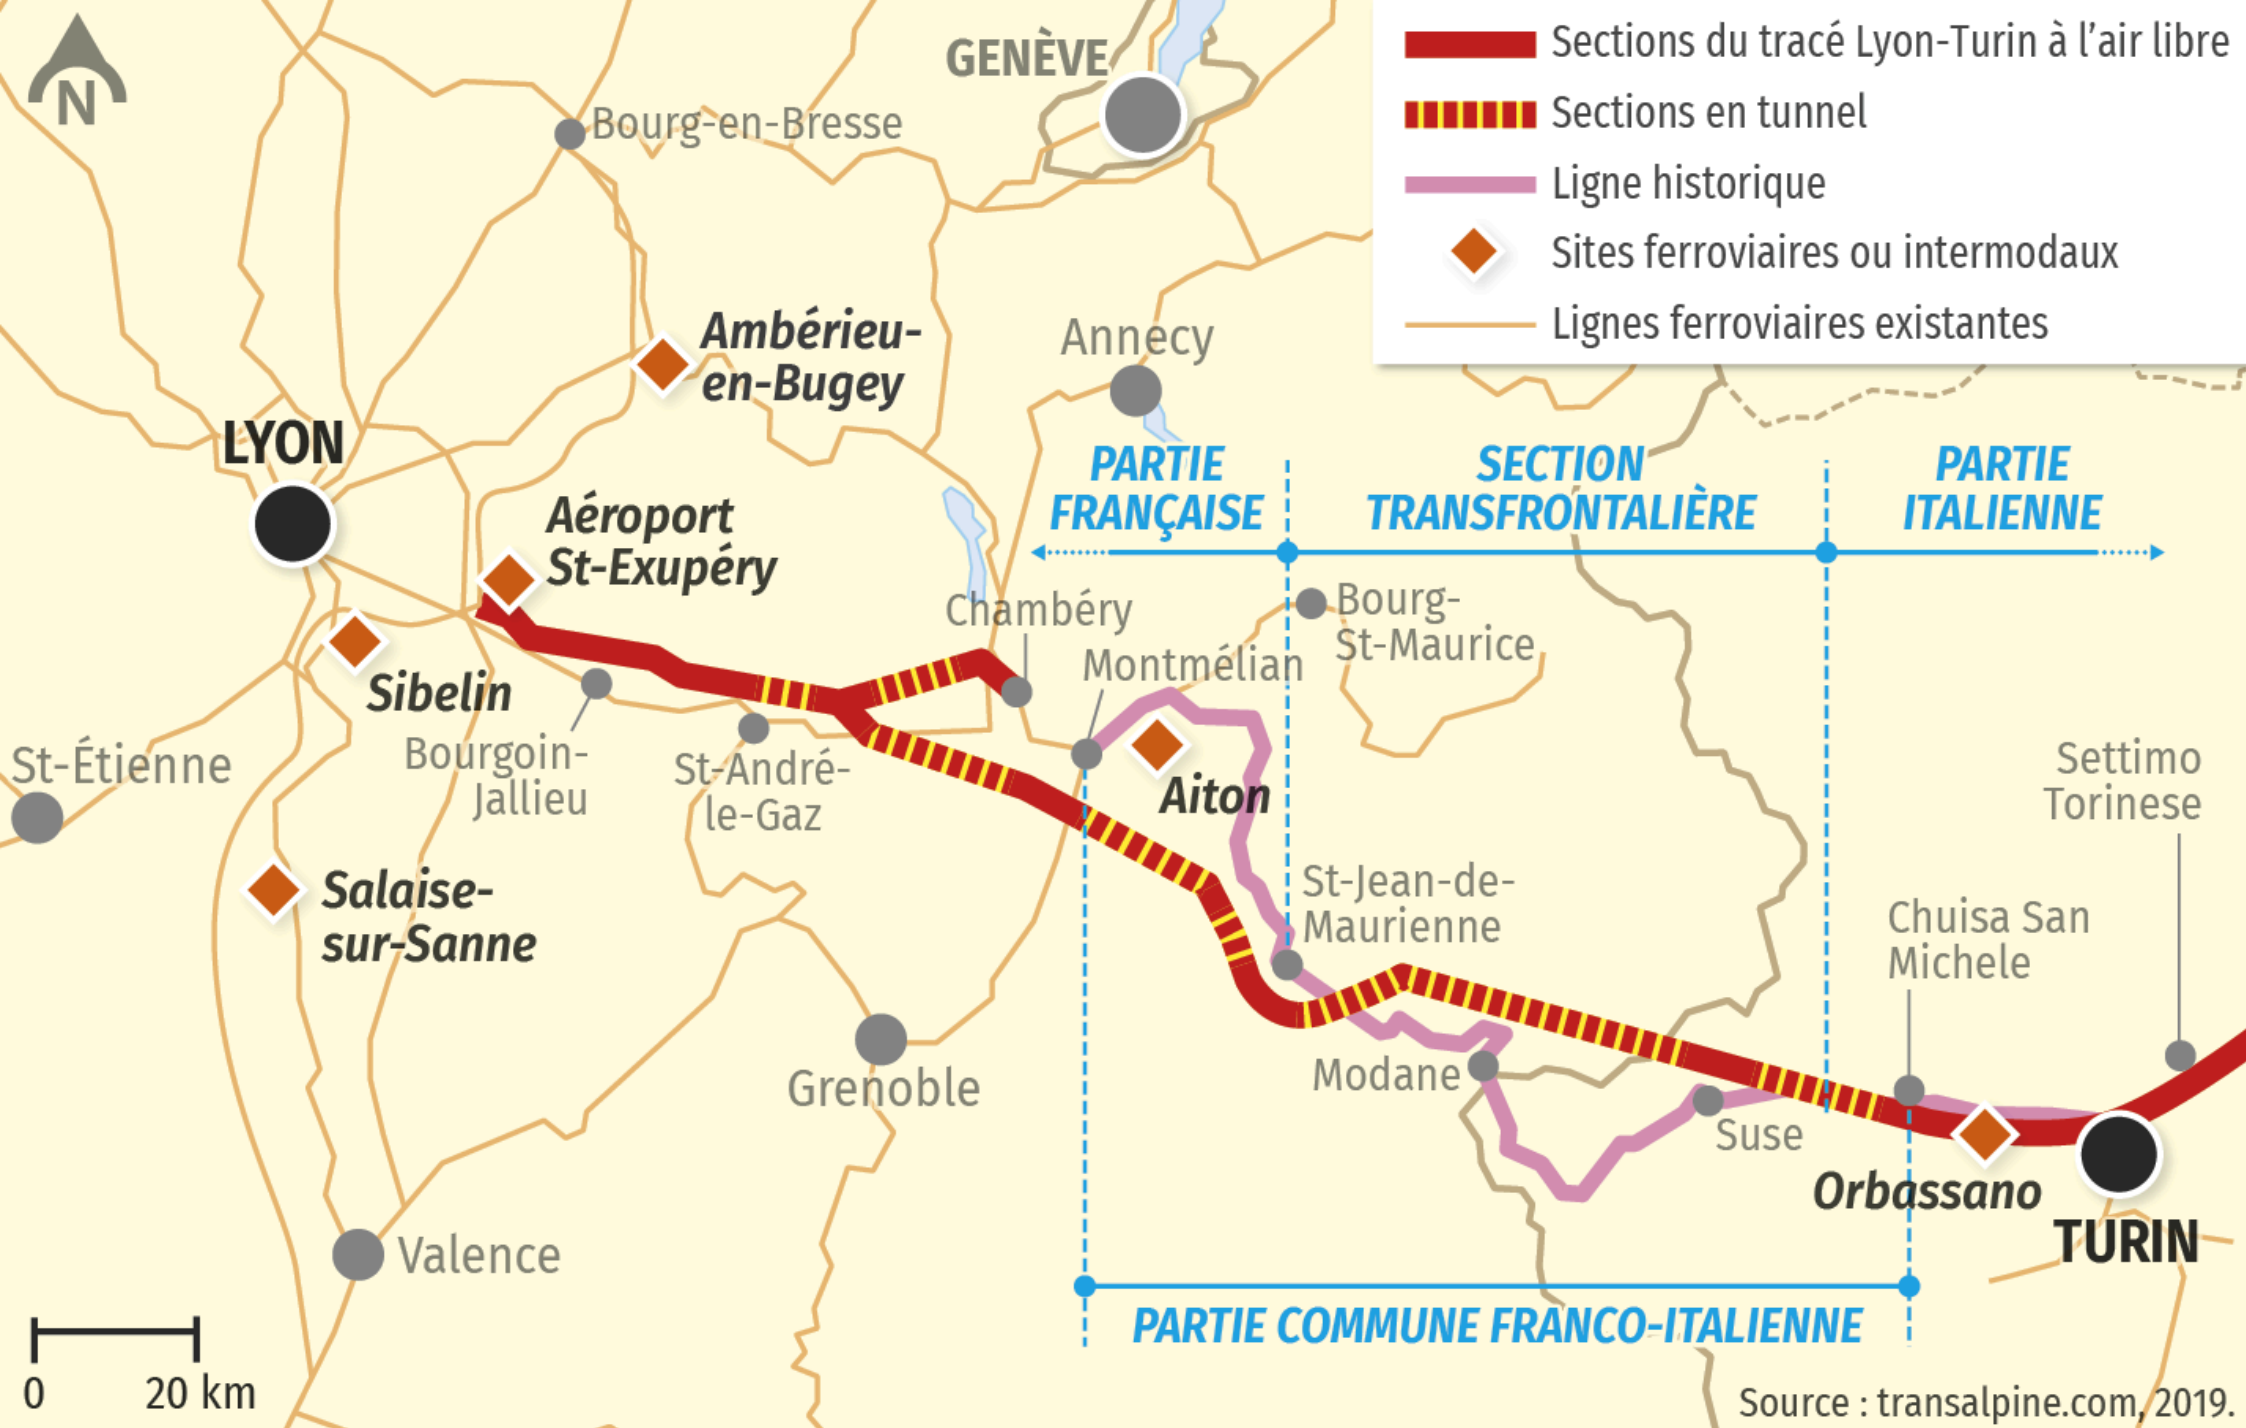 N
GENÈVE
Bourg-en-Bresse
Sections du tracé Lyon-Turin à l'air libre
Sections en tunnel
Ligne historique
Sites ferroviaires ou intermodaux
Lignes ferroviaires existantes
Ambérieu-
en-Bugey
Annecy
LYON
Aéroport
St-Exupéry
PARTIE
FRANÇAISE
SECTION
TRANSFRONTALIÈRE
PARTIE
ITALIENNE
Chambéry
Montmélian
Bourg-
St-Maurice
Sibelin
Bourgoin-
Jallieu
St-André-
le-Gaz
Aiton
St-Étienne
Settimo
Torinese
Salaise-
sur-Sanne
St-Jean-de-
Maurienne
Chuisa San
Michele
Grenoble
Modane
Suse
Orbassano
TURIN
Valence
PARTIE COMMUNE FRANCO-ITALIENNE
0
20 km
Source : transalpine.com, 2019.